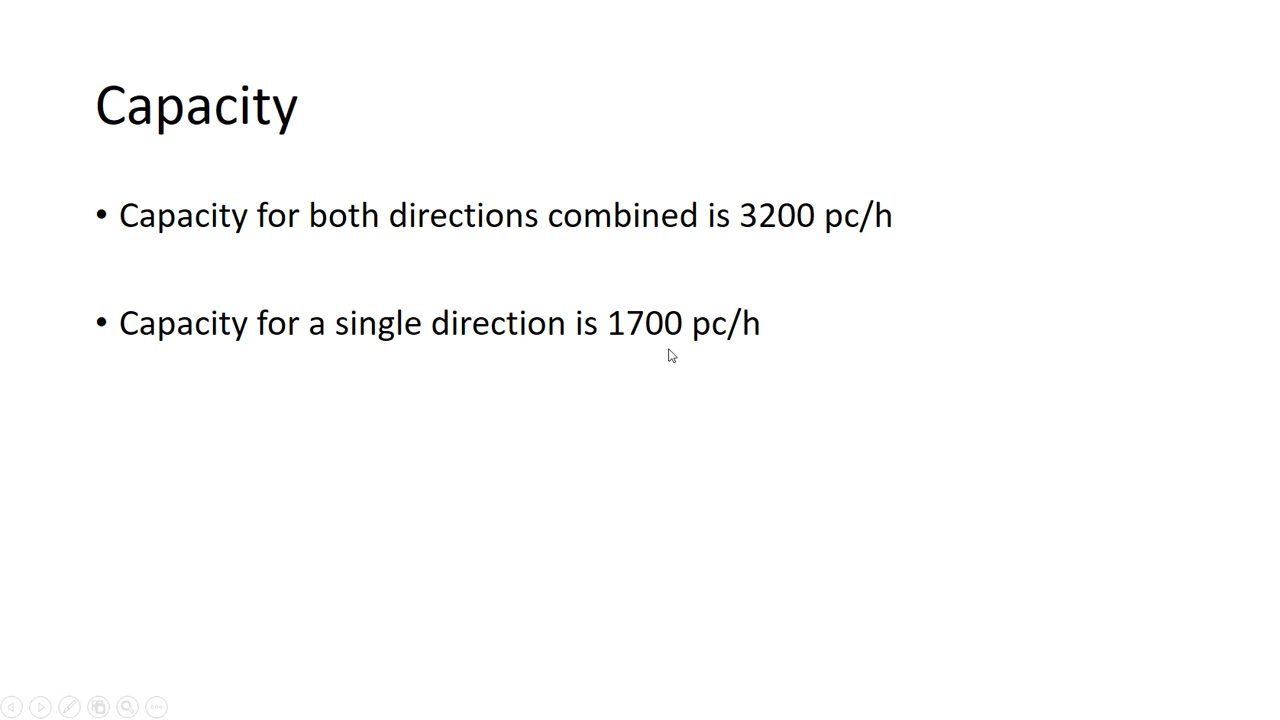 Capacity
• Capacity for both directions combined is 3200 pc/h
• Capacity for a single direction is 1700 pc/h